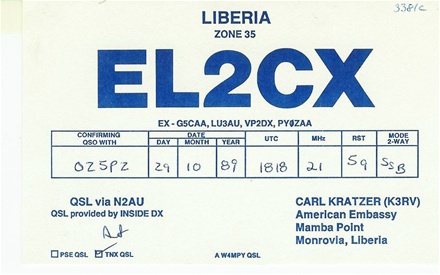 3381c
LIBERIA
ZONE 35
EL2CX
EX - G5CAA, LU3AU, VP2DX, PYØZAA
CONFIRMING QSO WITH DATE DAY MONTH YEAR UTC MHz RST MODE 2-WAY
OZ5PZ 29 10 89 1818 21 59 SSB
QSL via N2AU
QSL provided by INSIDE DX
PSE QSL TNX QSL
A W4MPY QSL
CARL KRATZER (K3RV)
American Embassy
Mamba Point
Monrovia, Liberia